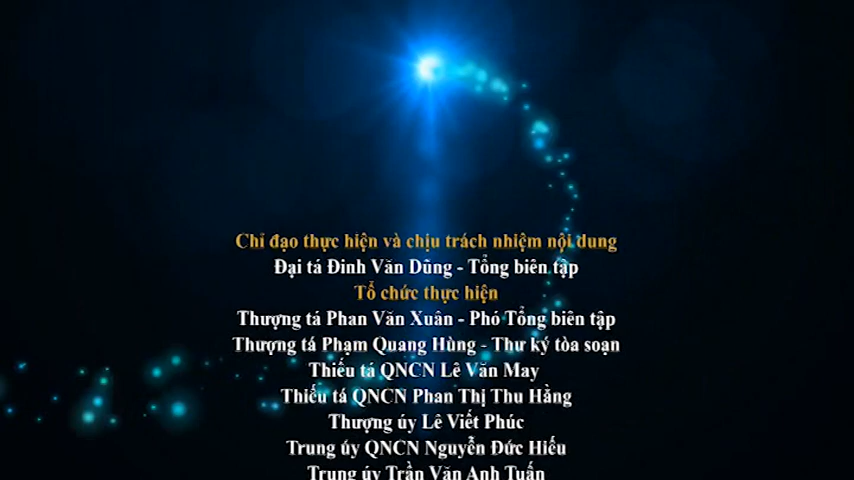 Chỉ đạo thực hiện và chịu trách nhiệm nội dung
Đại tá Đinh Văn Dũng - Tổng biên tập
Tổ chức thực hiện
Thượng tá Phan Văn Xuân - Phó Tổng biên tập
Thượng tá Phạm Quang Hùng - Thư ký tòa soạn
Thiếu tá QNCN Lê Văn May
Thiếu tá QNCN Phan Thị Thu Hằng
Thượng úy Lê Viết Phúc
Trung úy QNCN Nguyễn Đức Hiếu
Trung úy Trần Văn Anh Tuấn